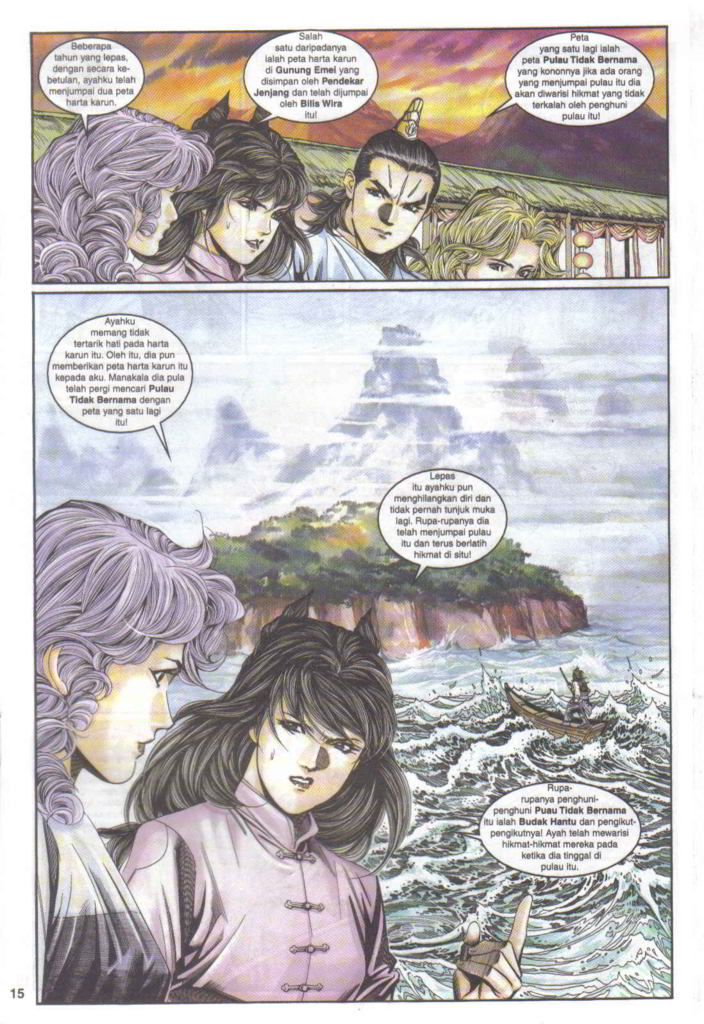 Beberapa
tahun yang lepas,
dengan secara ke-
betulan, ayahku telah
menjumpai dua peta
harta karun.
Salah
satu daripadanya
ialah peta harta karun
di Gunung Emei yang
disimpan oleh Pendekar
Jenjang dan telah dijumpai
oleh Bilis Wira
itu!
Peta
yang satu lagi ialah
peta Pulau Tidak Bernama
yang kononnya jika ada orang
yang menjumpai pulau itu dia
akan diwarisi hikmat yang tidak
terkalah oleh penghuni
pulau itu!
Ayahku
memang tidak
tertarik hati pada harta
karun itu. Oleh itu, dia pun
memberikan peta harta karun itu
kepada aku. Manakala dia pula
telah pergi mencari Pulau
Tidak Bernama dengan
peta yang satu lagi
itu!
Lepas
itu ayahku pun
menghilangkan diri dan
tidak pernah tunjuk muka
lagi. Rupa-rupanya dia
telah menjumpai pulau
itu dan terus berlatih
hikmat di situ!
Rupa-
rupanya penghuni-
penghuni Puau Tidak Bernama
itu ialah Budak Hantu dan pengikut-
pengikutnya! Ayah telah mewarisi
hikmat-hikmat mereka pada
ketika dia tinggal di
pulau itu.
15